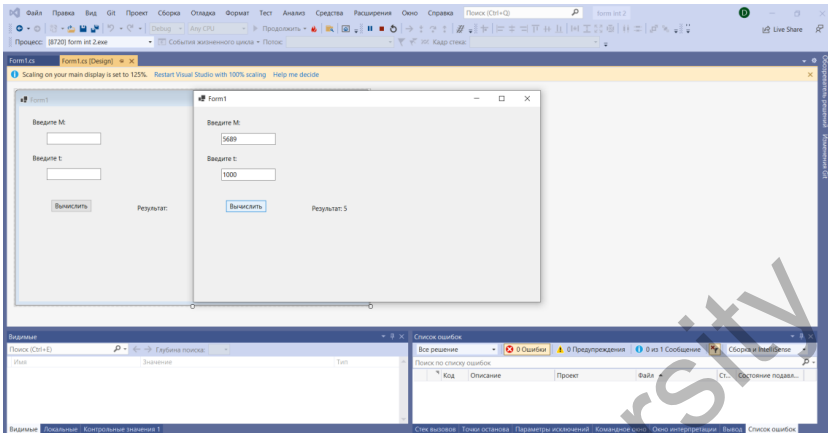 Файл Правка Вид Git Проект Сборка Отладка Формат Тест Анализ Средства Расширения Окно Справка Поиск (Ctrl+Q) form int 2 D
Debug Any CPU Продолжить Live Share
Процесс: [8720] form int 2.exe События жизненного цикла Поток: Кадр стека:
Form1.cs Form1.cs [Design]
Scaling on your main display is set to 125%. Restart Visual Studio with 100% scaling Help me decide
Form1
Введите М:
Введите t:
Вычислить Результат:
Form1
Введите М:
5689
Введите t:
1000
Вычислить Результат: 5
Обозреватель решений Изменения Git
Видимые
Поиск (Ctrl+E) Глубина поиска:
Имя Значение Тип
Видимые Локальные Контрольные значения 1
Список ошибок
Все решение 0 Ошибки 0 Предупреждения 0 из 1 Сообщение Сборка и IntelliSense
Поиск по списку ошибок
Код Описание Проект Файл Ст... Состояние подавл...
Стек вызовов Точки останова Параметры исключений Командное окно Окно интерпретации Вывод Список ошибок